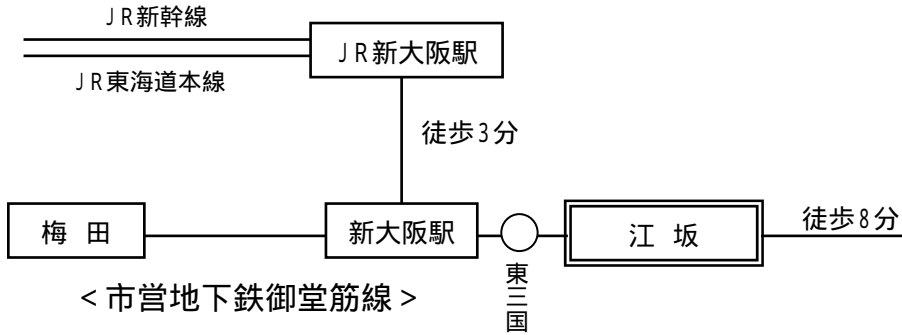 JR新幹線
JR新大阪駅
JR東海道本線
徒歩3分
梅田
新大阪駅
東三国
江坂
徒歩8分
<市営地下鉄御堂筋線>